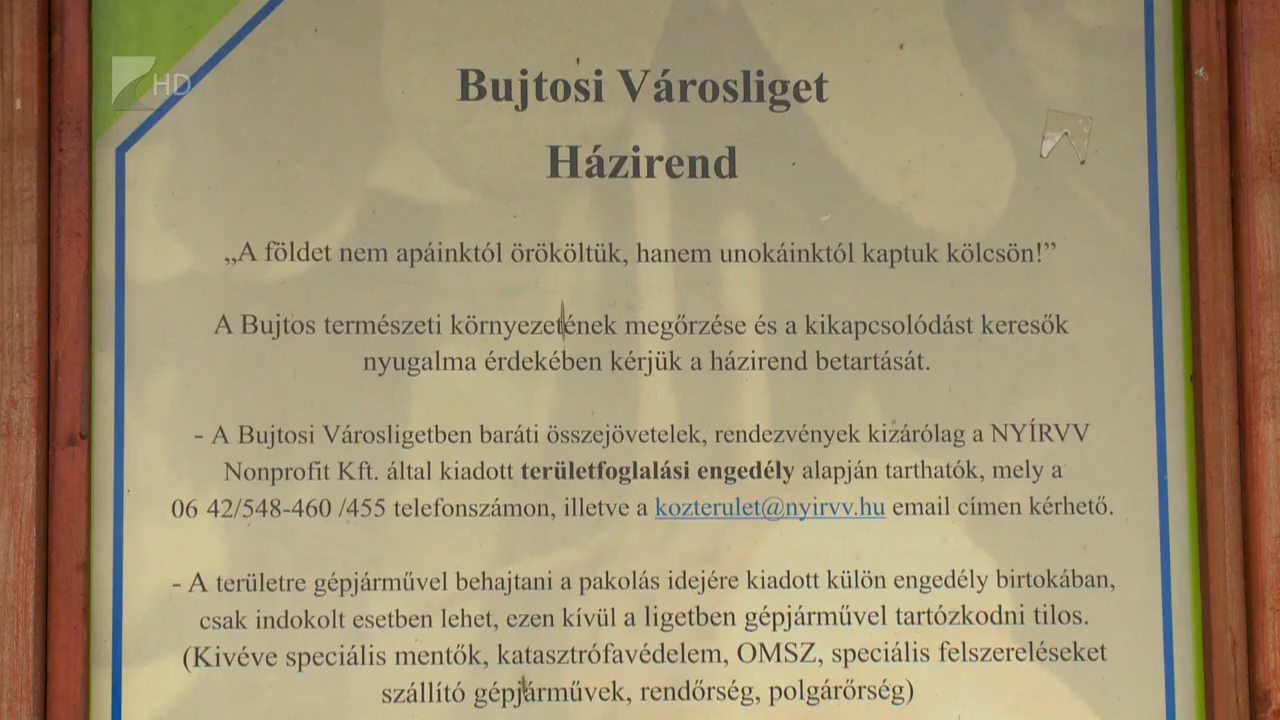 HD
Bujtosi Városliget
Házirend
„A földet nem apáinktól örököltük, hanem unokáinktól kaptuk kölcsön!”
A Bujtos természeti környezetének megőrzése és a kikapcsolódást keresők
nyugalma érdekében kérjük a házirend betartását.
- A Bujtosi Városligetben baráti összejövetelek, rendezvények kizárólag a NYÍRVV
Nonprofit Kft. által kiadott területfoglalási engedély alapján tarthatók, mely a
06 42/548-460 /455 telefonszámon, illetve a kozterulet@nyirvv.hu email címen kérhető.
- A területre gépjárművel behajtani a pakolás idejére kiadott külön engedély birtokában,
csak indokolt esetben lehet, ezen kívül a ligetben gépjárművel tartózkodni tilos.
(Kivéve speciális mentők, katasztrófavédelem, OMSZ, speciális felszereléseket
szállító gépjárművek, rendőrség, polgárőrség)